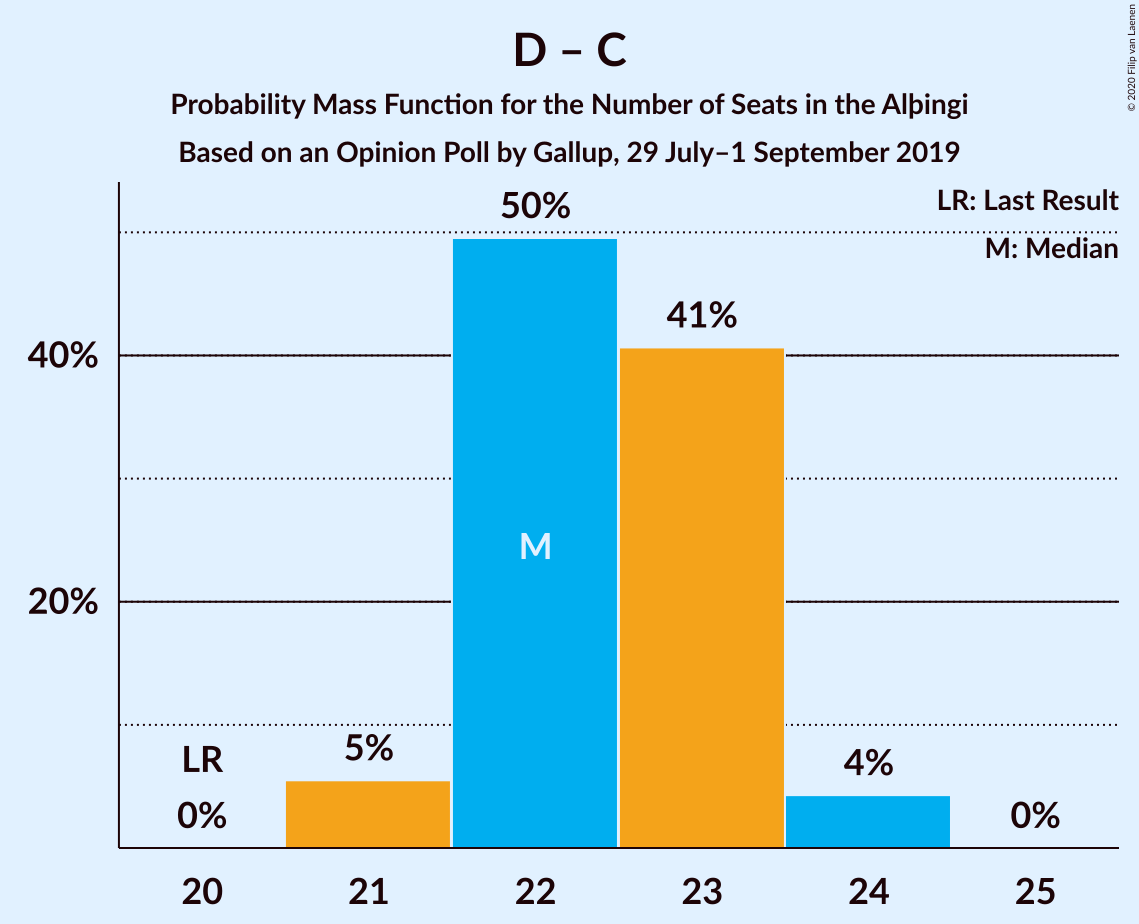 D – C
Probability Mass Function for the Number of Seats in the Alþingi
Based on an Opinion Poll by Gallup, 29 July–1 September 2019
© 2020 Filip van Laenen
LR: Last Result
M: Median
50%
41%
40%
M
20%
LR
5%
4%
0%
0%
20
21
22
23
24
25